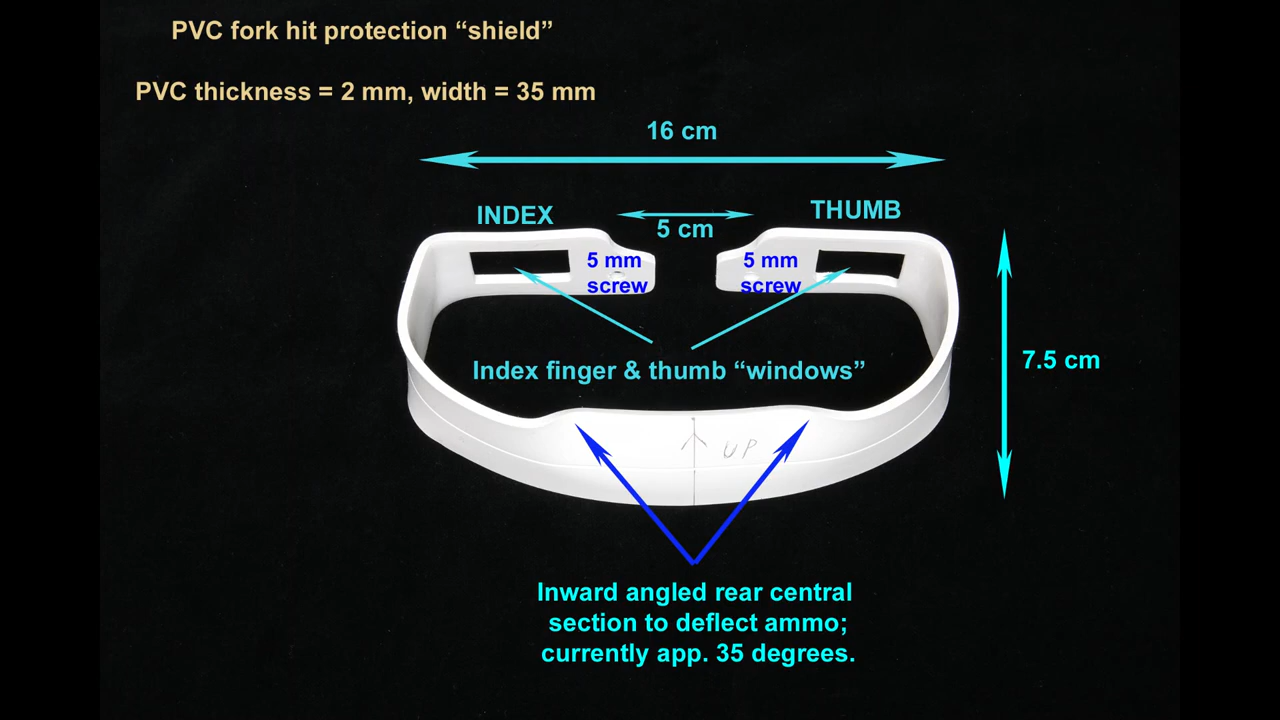 PVC fork hit protection “shield”
PVC thickness = 2 mm, width = 35 mm
16 cm
INDEX
THUMB
5 cm
5 mm
screw
5 mm
screw
Index finger & thumb “windows”
7.5 cm
UP
Inward angled rear central
section to deflect ammo;
currently app. 35 degrees.